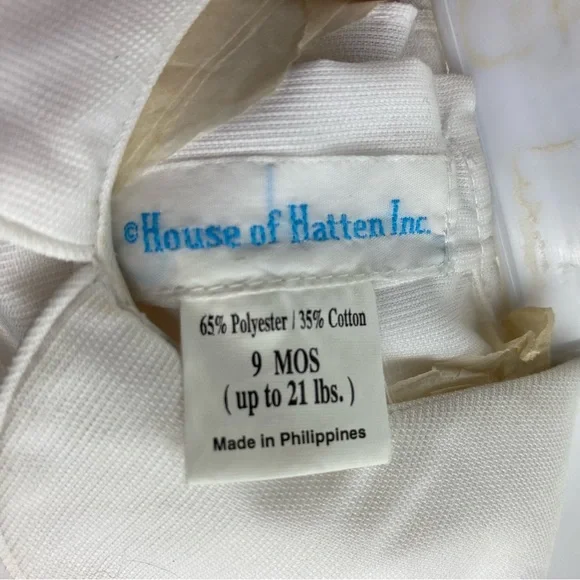 ©House of Hatten Inc.
65% Polyester / 35% Cotton
9 MOS
( up to 21 lbs. )
Made in Philippines